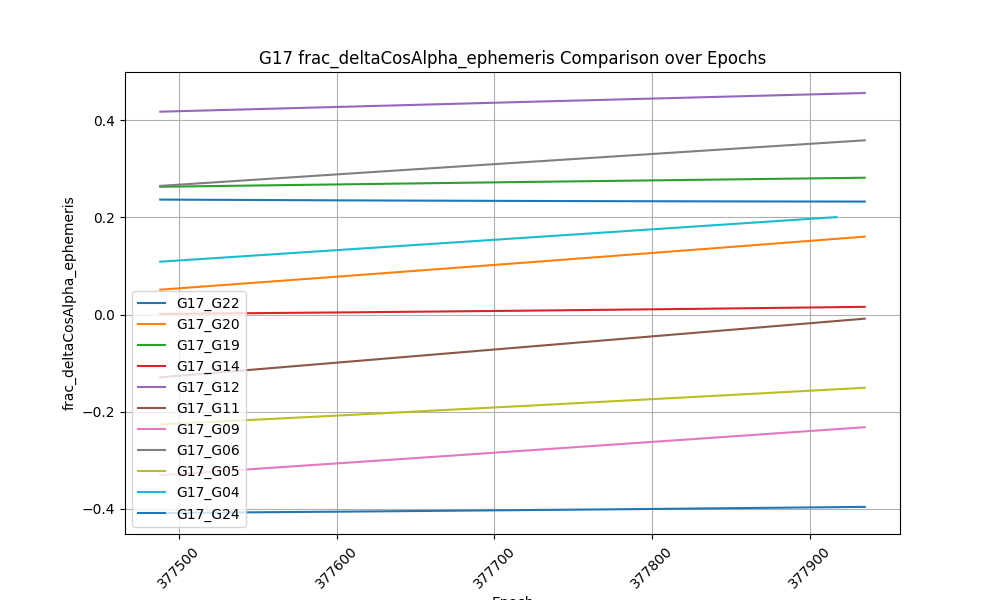 G17 frac_deltaCosAlpha_ephemeris Comparison over Epochs
frac_deltaCosAlpha_ephemeris
0.4
0.2
0.0
−0.2
−0.4
G17_G22
G17_G20
G17_G19
G17_G14
G17_G12
G17_G11
G17_G09
G17_G06
G17_G05
G17_G04
G17_G24
377500
377600
377700
377800
377900
Epoch